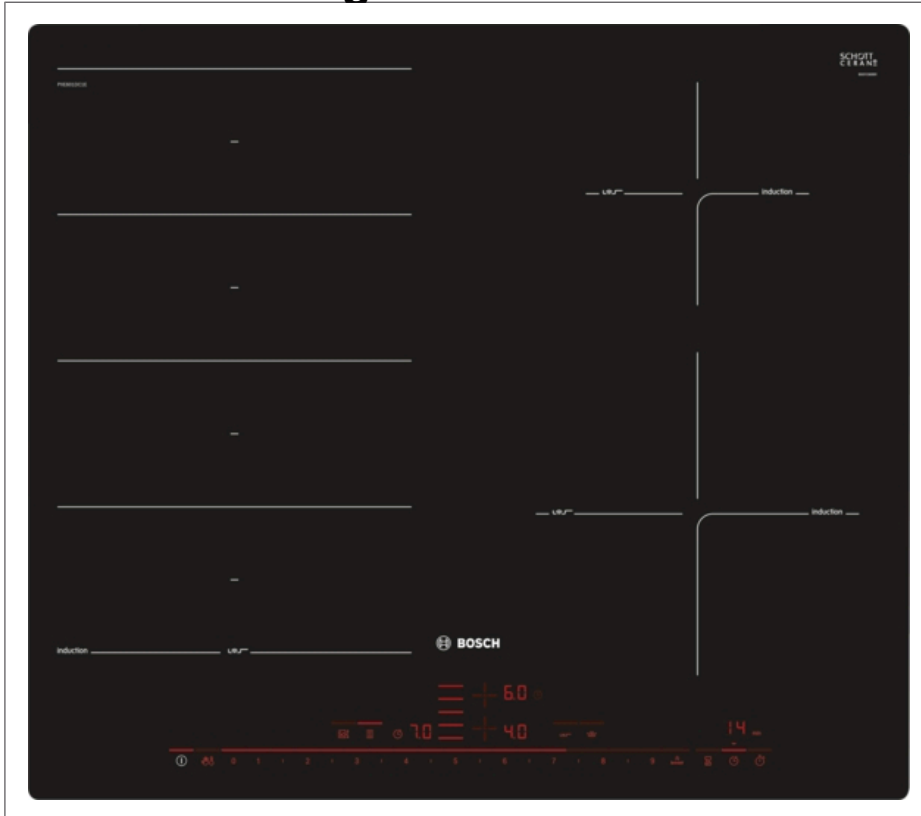 SCHOTT
CERAN®
induction
induction
BOSCH
induction
6.0
7.0
4.0
14 min
0 1 2 3 4 5 6 7 8 9